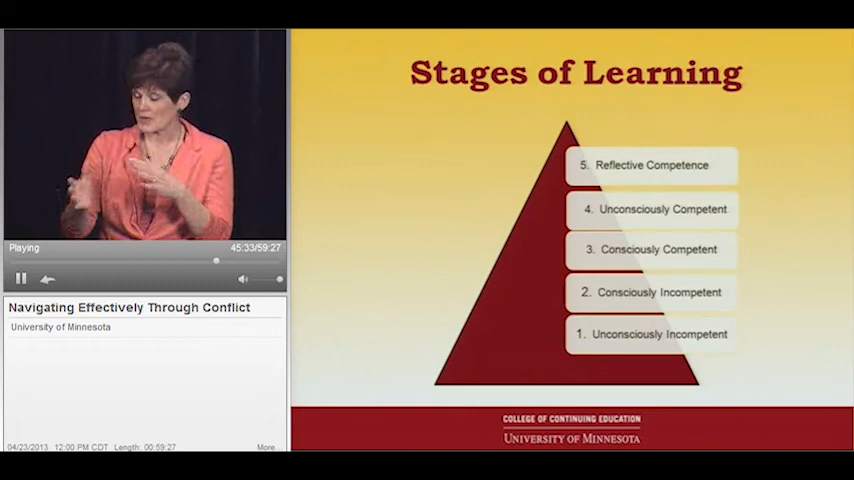 Playing
45:33/59:27
Navigating Effectively Through Conflict
University of Minnesota
04/23/2013 12:00 PM CDT Length: 00:59:27
More...
Stages of Learning
5. Reflective Competence
4. Unconsciously Competent
3. Consciously Competent
2. Consciously Incompetent
1. Unconsciously Incompetent
COLLEGE OF CONTINUING EDUCATION
UNIVERSITY OF MINNESOTA